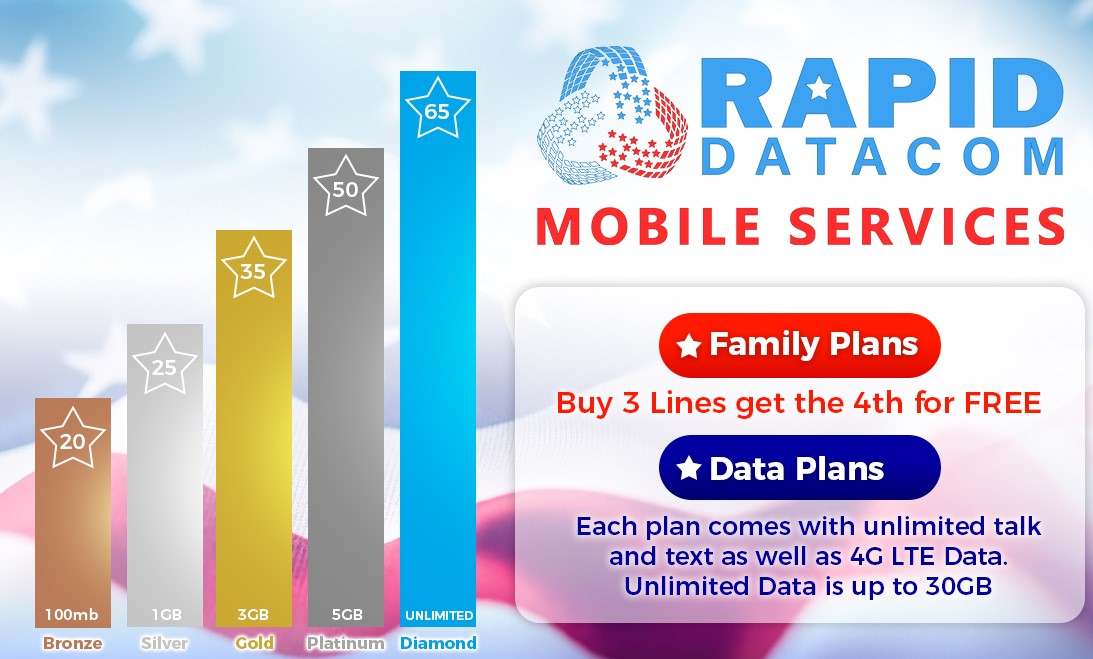 RAPID
DATACOM
MOBILE SERVICES
65
50
35
25
20
100mb
1GB
3GB
5GB
UNLIMITED
Bronze
Silver
Gold
Platinum
Diamond
Family Plans
Buy 3 Lines get the 4th for FREE
Data Plans
Each plan comes with unlimited talk
and text as well as 4G LTE Data.
Unlimited Data is up to 30GB